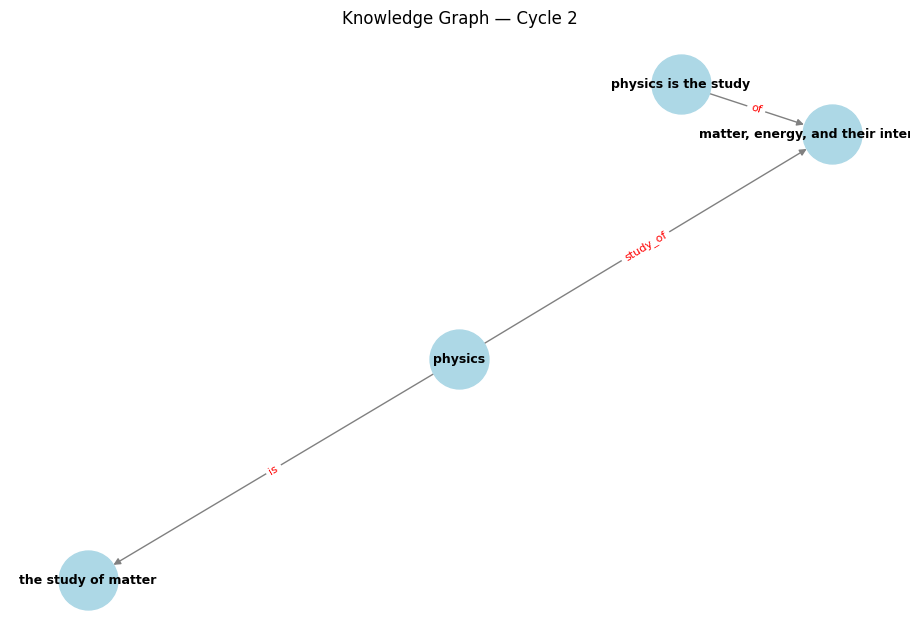 Knowledge Graph — Cycle 2
physics is the study
of
matter, energy, and their inter
study_of
physics
is
the study of matter